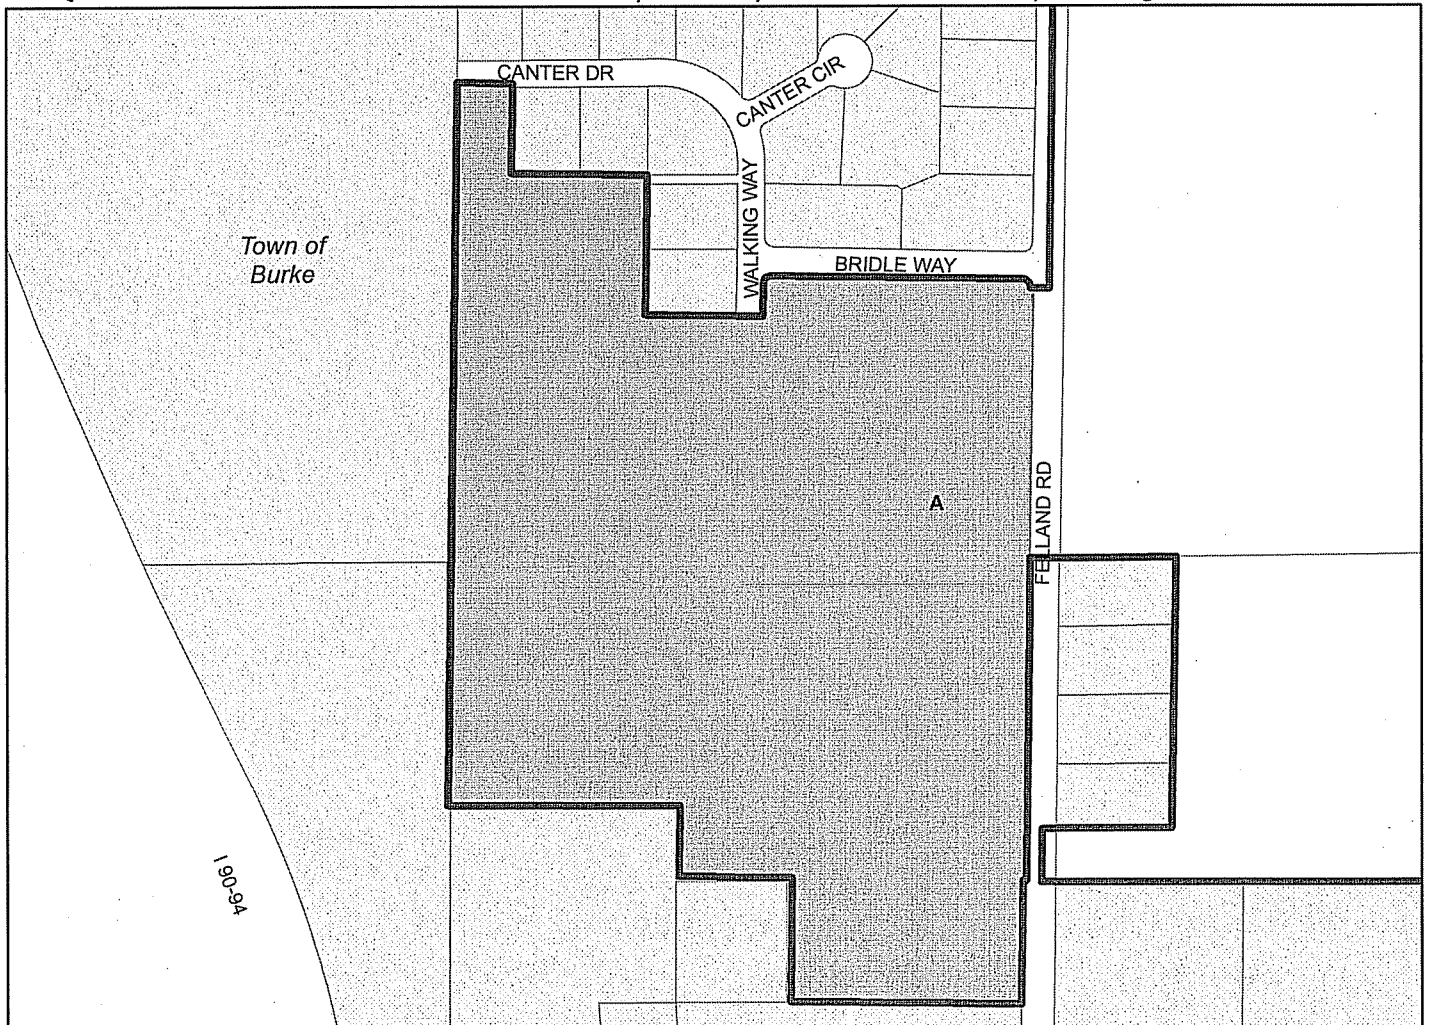 CANTER DR
CANTER CIR
WALKING WAY
Town of
Burke
BRIDLE WAY
A
FELLAND RD
I 90-94